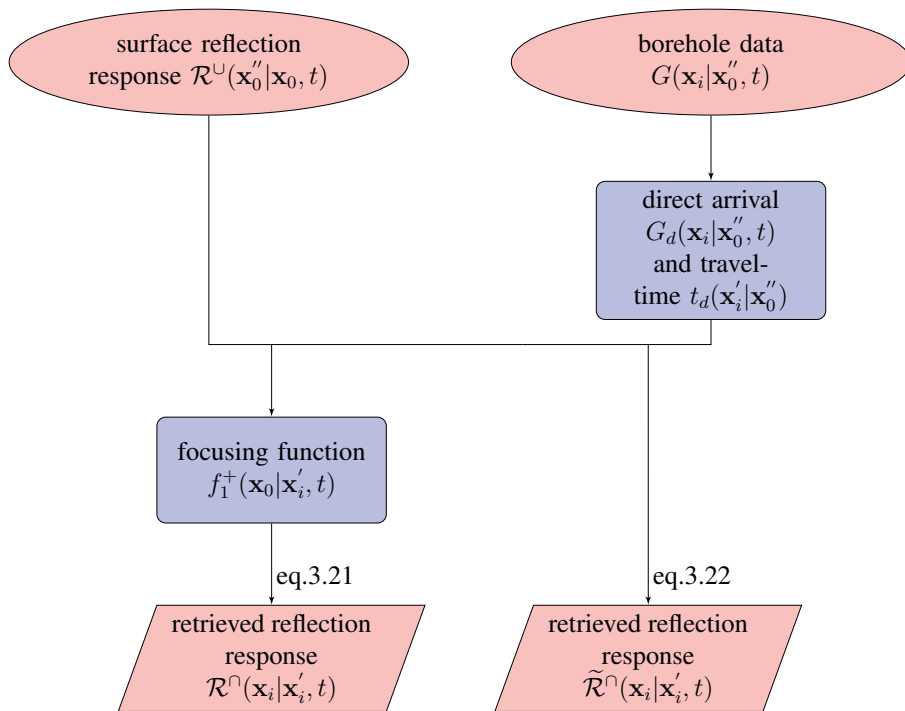 surface reflection
response ℛ^∪(𝐱₀″|𝐱₀, t)
borehole data
G(𝐱ᵢ|𝐱₀″, t)
direct arrival
G_d(𝐱ᵢ|𝐱₀″, t)
and travel-
time t_d(𝐱ᵢ′|𝐱₀″)
focusing function
f₁⁺(𝐱₀|𝐱ᵢ′, t)
eq.3.21
eq.3.22
retrieved reflection
response
ℛ^∩(𝐱ᵢ|𝐱ᵢ′, t)
retrieved reflection
response
ℛ̃^∩(𝐱ᵢ|𝐱ᵢ′, t)